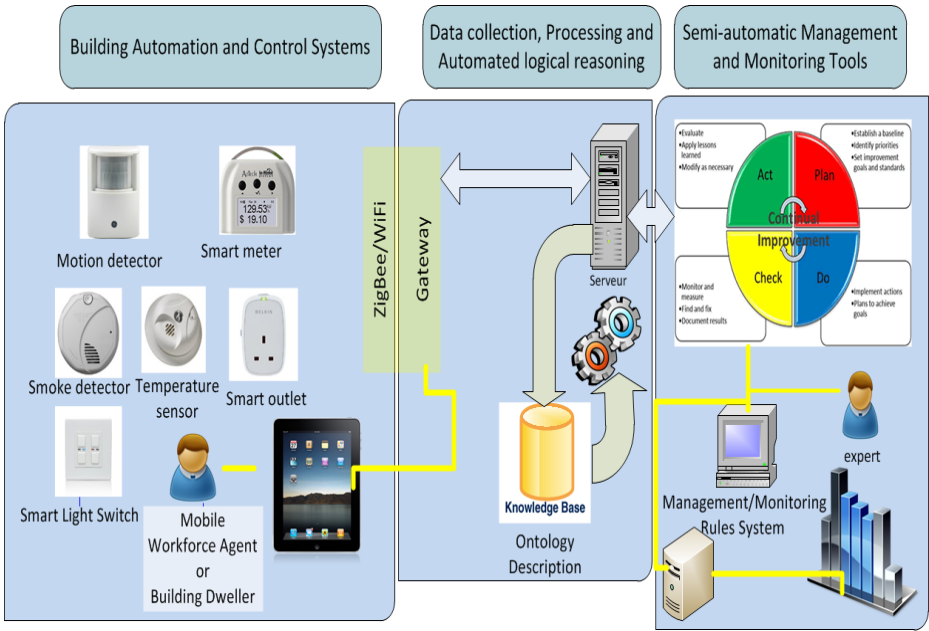 Building Automation and Control Systems
Data collection, Processing and
Automated logical reasoning
Semi-automatic Management
and Monitoring Tools
Motion detector
129.53
$ 19.10
Smart meter
Smoke detector
Temperature
sensor
BELKIN
Smart outlet
Smart Light Switch
Mobile
Workforce Agent
or
Building Dweller
ZigBee/WiFi
Gateway
Serveur
Knowledge Base
Ontology
Description
•Evaluate
•Apply lessons
learned
•Modify as necessary
•Establish a baseline
•Identify priorities
•Set improvement
goals and standards
Act
Plan
Continual
Improvement
Check
Do
•Monitor and
measure
•Find and fix
•Document results
•Implement actions
•Plans to achieve
goals
expert
Management/Monitoring
Rules System